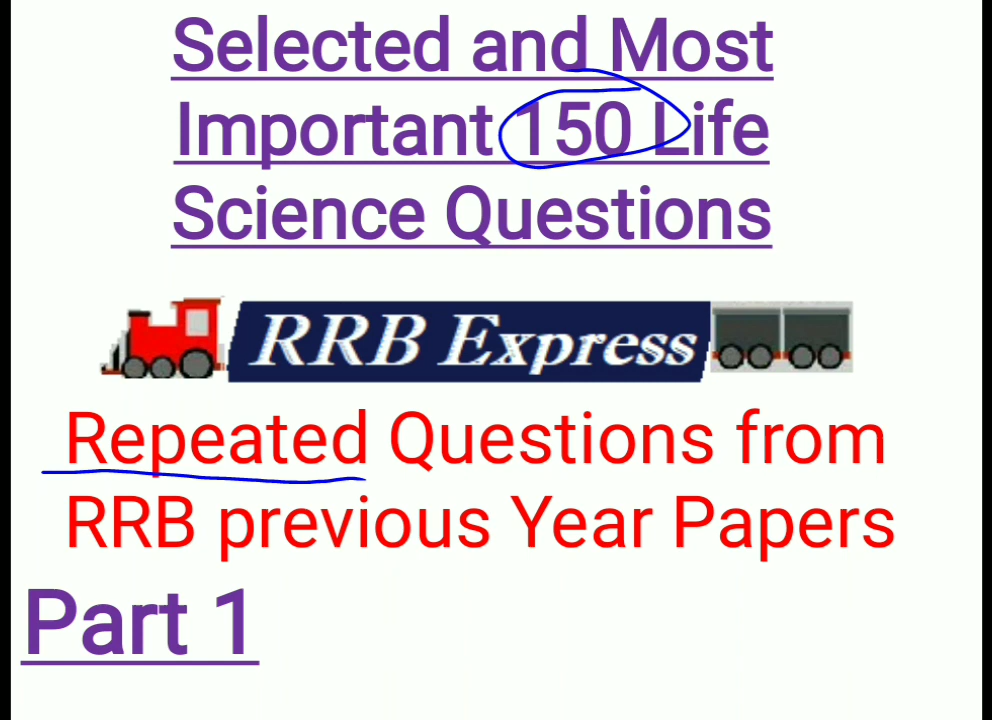 Selected and Most
Important 150 Life
Science Questions
RRB Express
Repeated Questions from
RRB previous Year Papers
Part 1